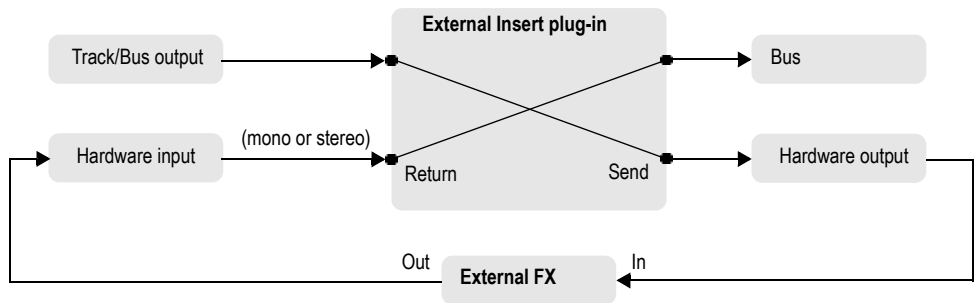 External Insert plug-in
Track/Bus output
Bus
Hardware input
(mono or stereo)
Return
Send
Hardware output
Out
External FX
In